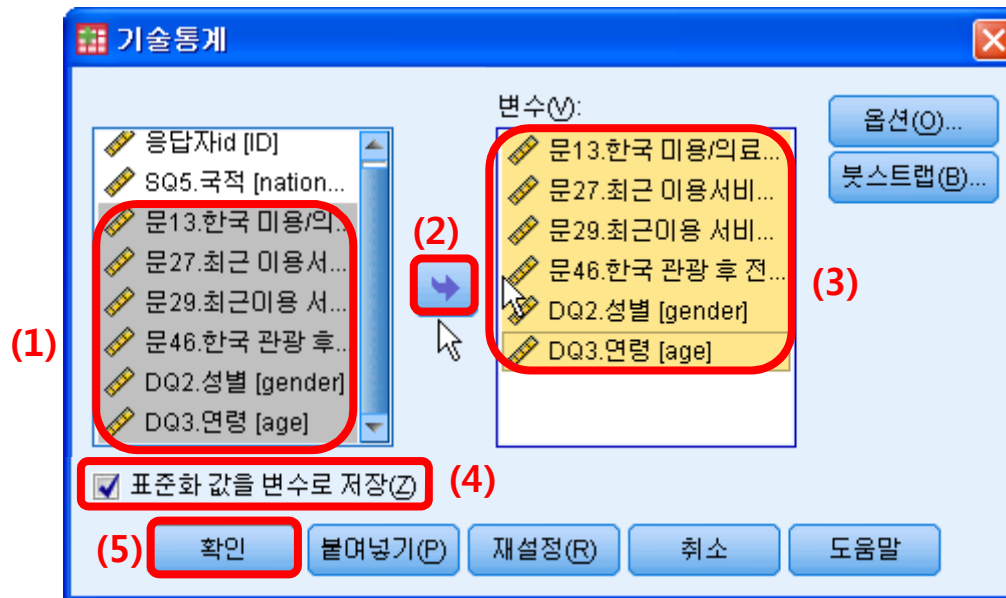 기술통계
변수(V):
응답자id [ID]
SQ5.국적 [nation...
문13.한국 미용/의...
문27.최근 이용서...
문29.최근이용 서...
문46.한국 관광 후...
DQ2.성별 [gender]
DQ3.연령 [age]
(1)
(2)
문13.한국 미용/의료...
문27.최근 이용서비...
문29.최근이용 서비...
문46.한국 관광 후 전...
DQ2.성별 [gender]
DQ3.연령 [age]
(3)
옵션(O)...
붓스트랩(B)...
표준화 값을 변수로 저장(Z)
(4)
(5)
확인
붙여넣기(P)
재설정(R)
취소
도움말